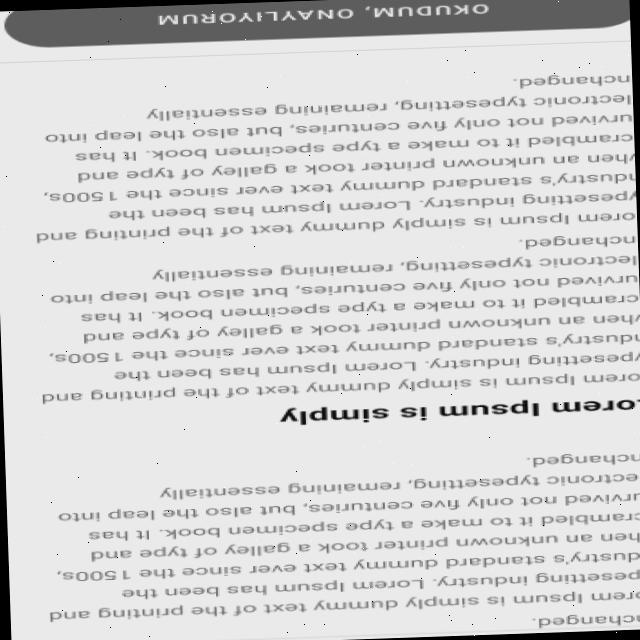 nchanged.
orem Ipsum is simply dummy text of the printing and
pesetting industry. Lorem Ipsum has been the
dustry's standard dummy text ever since the 1500s,
hen an unknown printer took a galley of type and
crambled it to make a type specimen book. It has
urvived not only five centuries, but also the leap into
lectronic typesetting, remaining essentially
nchanged.
Lorem Ipsum is simply
orem Ipsum is simply dummy text of the printing and
ypesetting industry. Lorem Ipsum has been the
ndustry's standard dummy text ever since the 1500s,
when an unknown printer took a galley of type and
crambled it to make a type specimen book. It has
urvived not only five centuries, but also the leap into
lectronic typesetting, remaining essentially
nchanged.
orem Ipsum is simply dummy text of the printing and
ypesetting industry. Lorem Ipsum has been the
ndustry's standard dummy text ever since the 1500s,
when an unknown printer took a galley of type and
crambled it to make a type specimen book. It has
urvived not only five centuries, but also the leap into
lectronic typesetting, remaining essentially
nchanged.
OKUDUM, ONAYLIYORUM